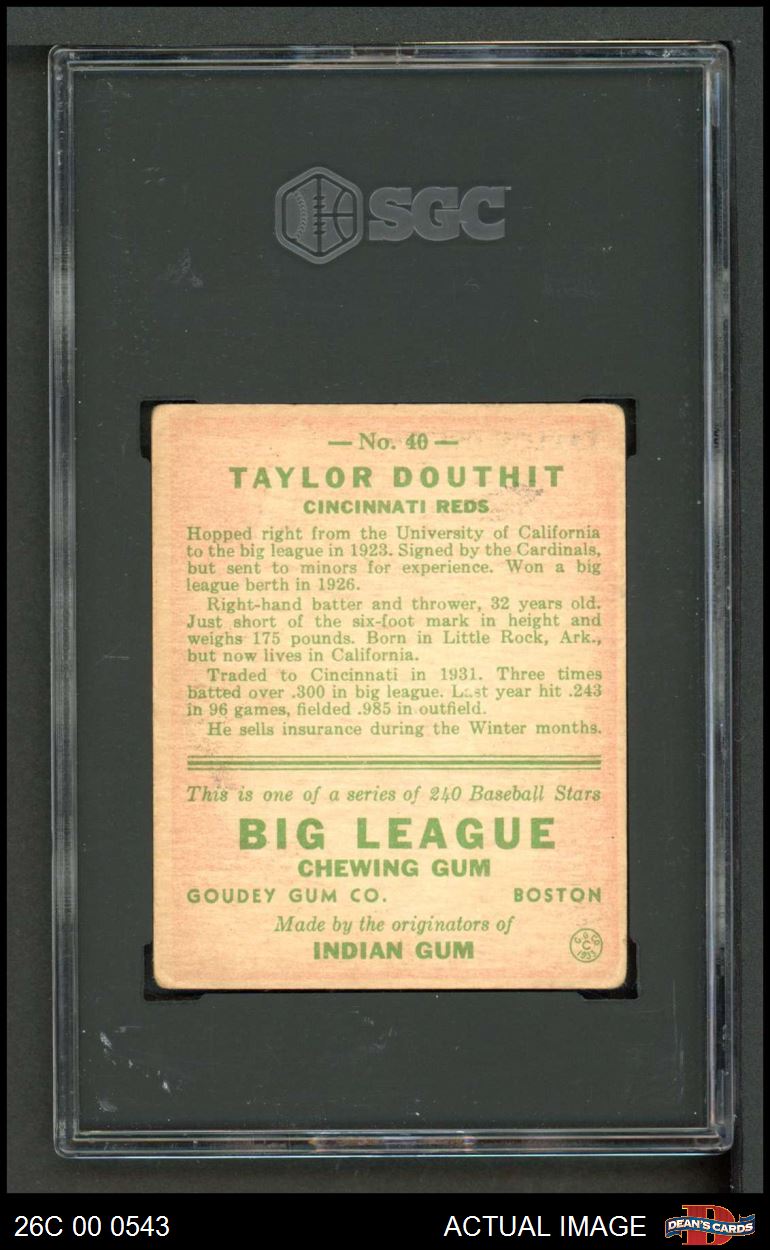 SGC
— No. 40 —
TAYLOR DOUTHIT
CINCINNATI REDS
Hopped right from the University of California
to the big league in 1923. Signed by the Cardinals,
but sent to minors for experience. Won a big
league berth in 1926.
Right-hand batter and thrower, 32 years old.
Just short of the six-foot mark in height and
weighs 175 pounds. Born in Little Rock, Ark.,
but now lives in California.
Traded to Cincinnati in 1931. Three times
batted over .300 in big league. Last year hit .243
in 96 games, fielded .985 in outfield.
He sells insurance during the Winter months.
This is one of a series of 240 Baseball Stars
BIG LEAGUE
CHEWING GUM
GOUDEY GUM CO. BOSTON
Made by the originators of
INDIAN GUM
G. G. CO.
C
1933
26C 00 0543 ACTUAL IMAGE D DEAN'S CARDS